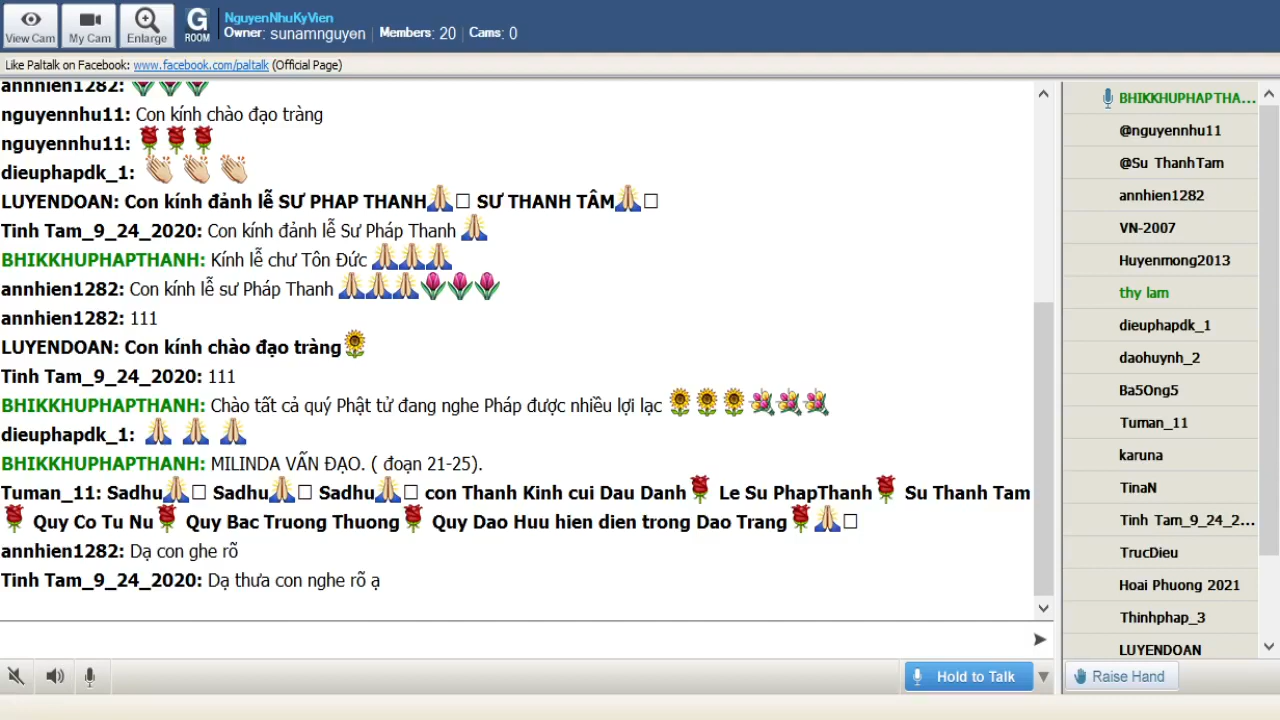 View Cam
My Cam
Enlarge
G
ROOM
NguyenNhuKyVien
Owner: sunamnguyen | Members: 20 | Cams: 0
Like Paltalk on Facebook: www.facebook.com/paltalk (Official Page)
annnhien1282:
nguyennhu11: Con kính chào đạo tràng
nguyennhu11:
dieuphapdk_1:
LUYENDOAN: Con kính đảnh lễ SƯ PHAP THANH SƯ THANH TÂM
Tinh Tam_9_24_2020: Con kính đảnh lễ Sư Pháp Thanh
BHIKKHUPHAPTHANH: Kính lễ chư Tôn Đức
annhien1282: Con kính lễ sư Pháp Thanh
annhien1282: 111
LUYENDOAN: Con kính chào đạo tràng
Tinh Tam_9_24_2020: 111
BHIKKHUPHAPTHANH: Chào tất cả quý Phật tử đang nghe Pháp được nhiều lợi lạc
dieuphapdk_1:
BHIKKHUPHAPTHANH: MILINDA VẤN ĐẠO. ( đoạn 21-25).
Tuman_11: Sadhu Sadhu Sadhu con Thanh Kinh cui Dau Danh Le Su PhapThanh Su Thanh Tam
Quy Co Tu Nu Quy Bac Truong Thuong Quy Dao Huu hien dien trong Dao Trang
annhien1282: Dạ con ghe rõ
Tinh Tam_9_24_2020: Dạ thưa con nghe rõ ạ
BHIKKHUPHAPTHA...
@nguyennhu11
@Su ThanhTam
annhien1282
VN-2007
Huyenmong2013
thy lam
dieuphapdk_1
daohuynh_2
Ba5Ong5
Tuman_11
karuna
TinaN
Tinh Tam_9_24_2...
TrucDieu
Hoai Phuong 2021
Thinhphap_3
LUYENDOAN
Hold to Talk
Raise Hand